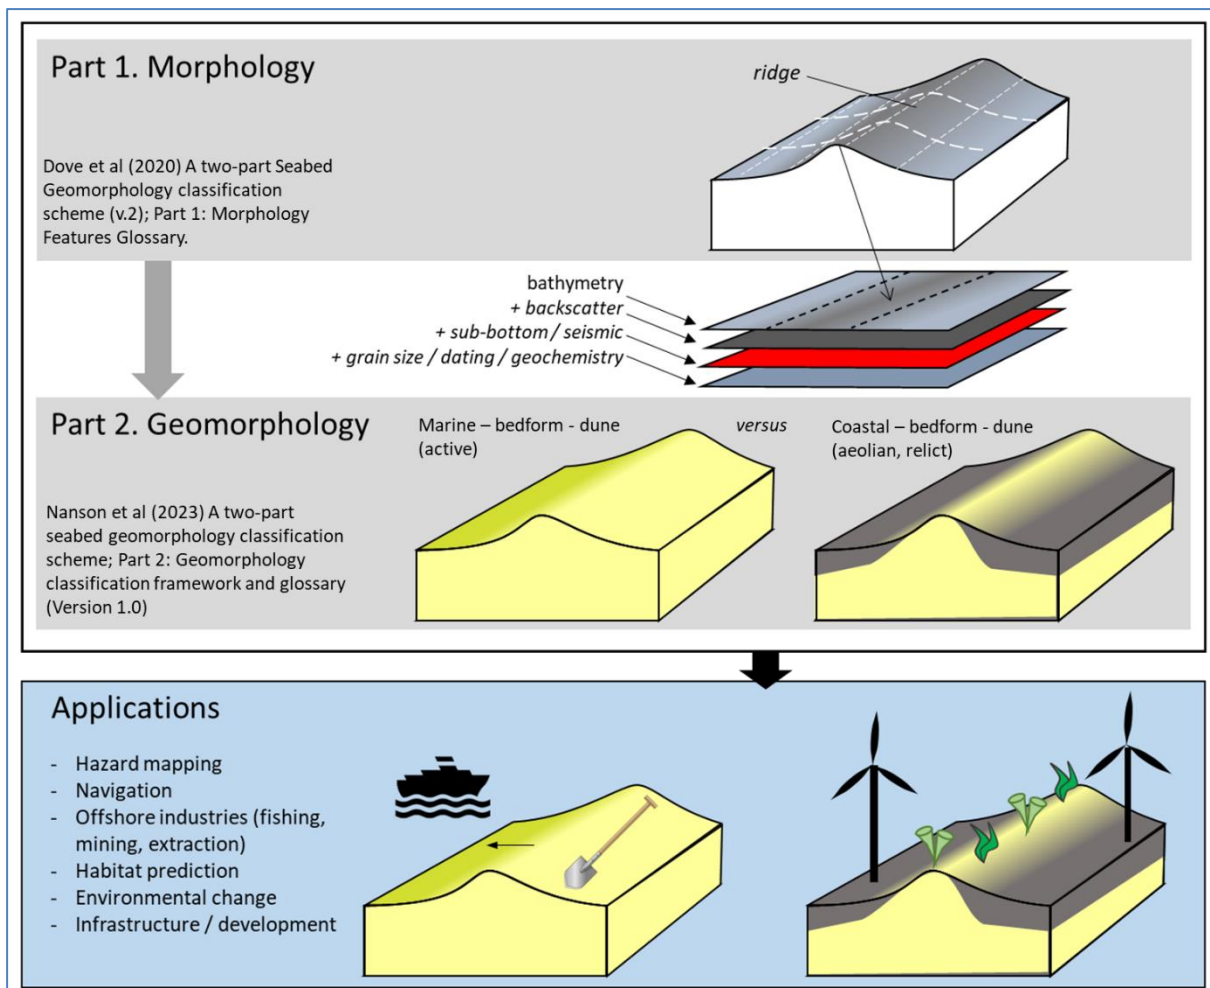 Part 1. Morphology
ridge
Dove et al (2020) A two-part Seabed
Geomorphology classification
scheme (v.2); Part 1: Morphology
Features Glossary.
bathymetry
+ backscatter
+ sub-bottom / seismic
+ grain size / dating / geochemistry
Part 2. Geomorphology
Marine – bedform - dune
(active)
versus
Coastal – bedform - dune
(aeolian, relict)
Nanson et al (2023) A two-part
seabed geomorphology classification
scheme; Part 2: Geomorphology
classification framework and glossary
(Version 1.0)
Applications
- Hazard mapping
- Navigation
- Offshore industries (fishing,
mining, extraction)
- Habitat prediction
- Environmental change
- Infrastructure / development